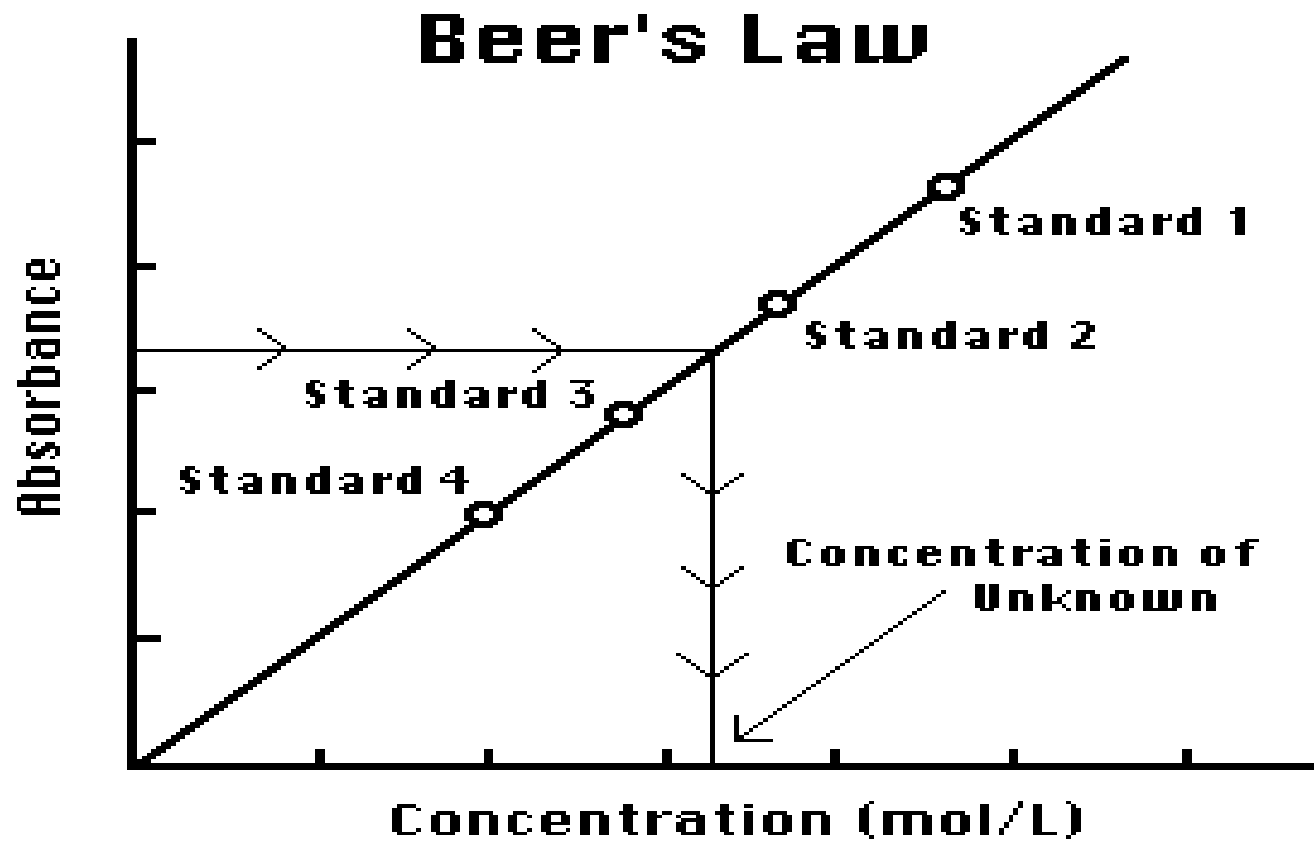 Beer's Law
Standard 1
Standard 2
Standard 3
Standard 4
Absorbance
Concentration of
Unknown
Concentration (mol/L)